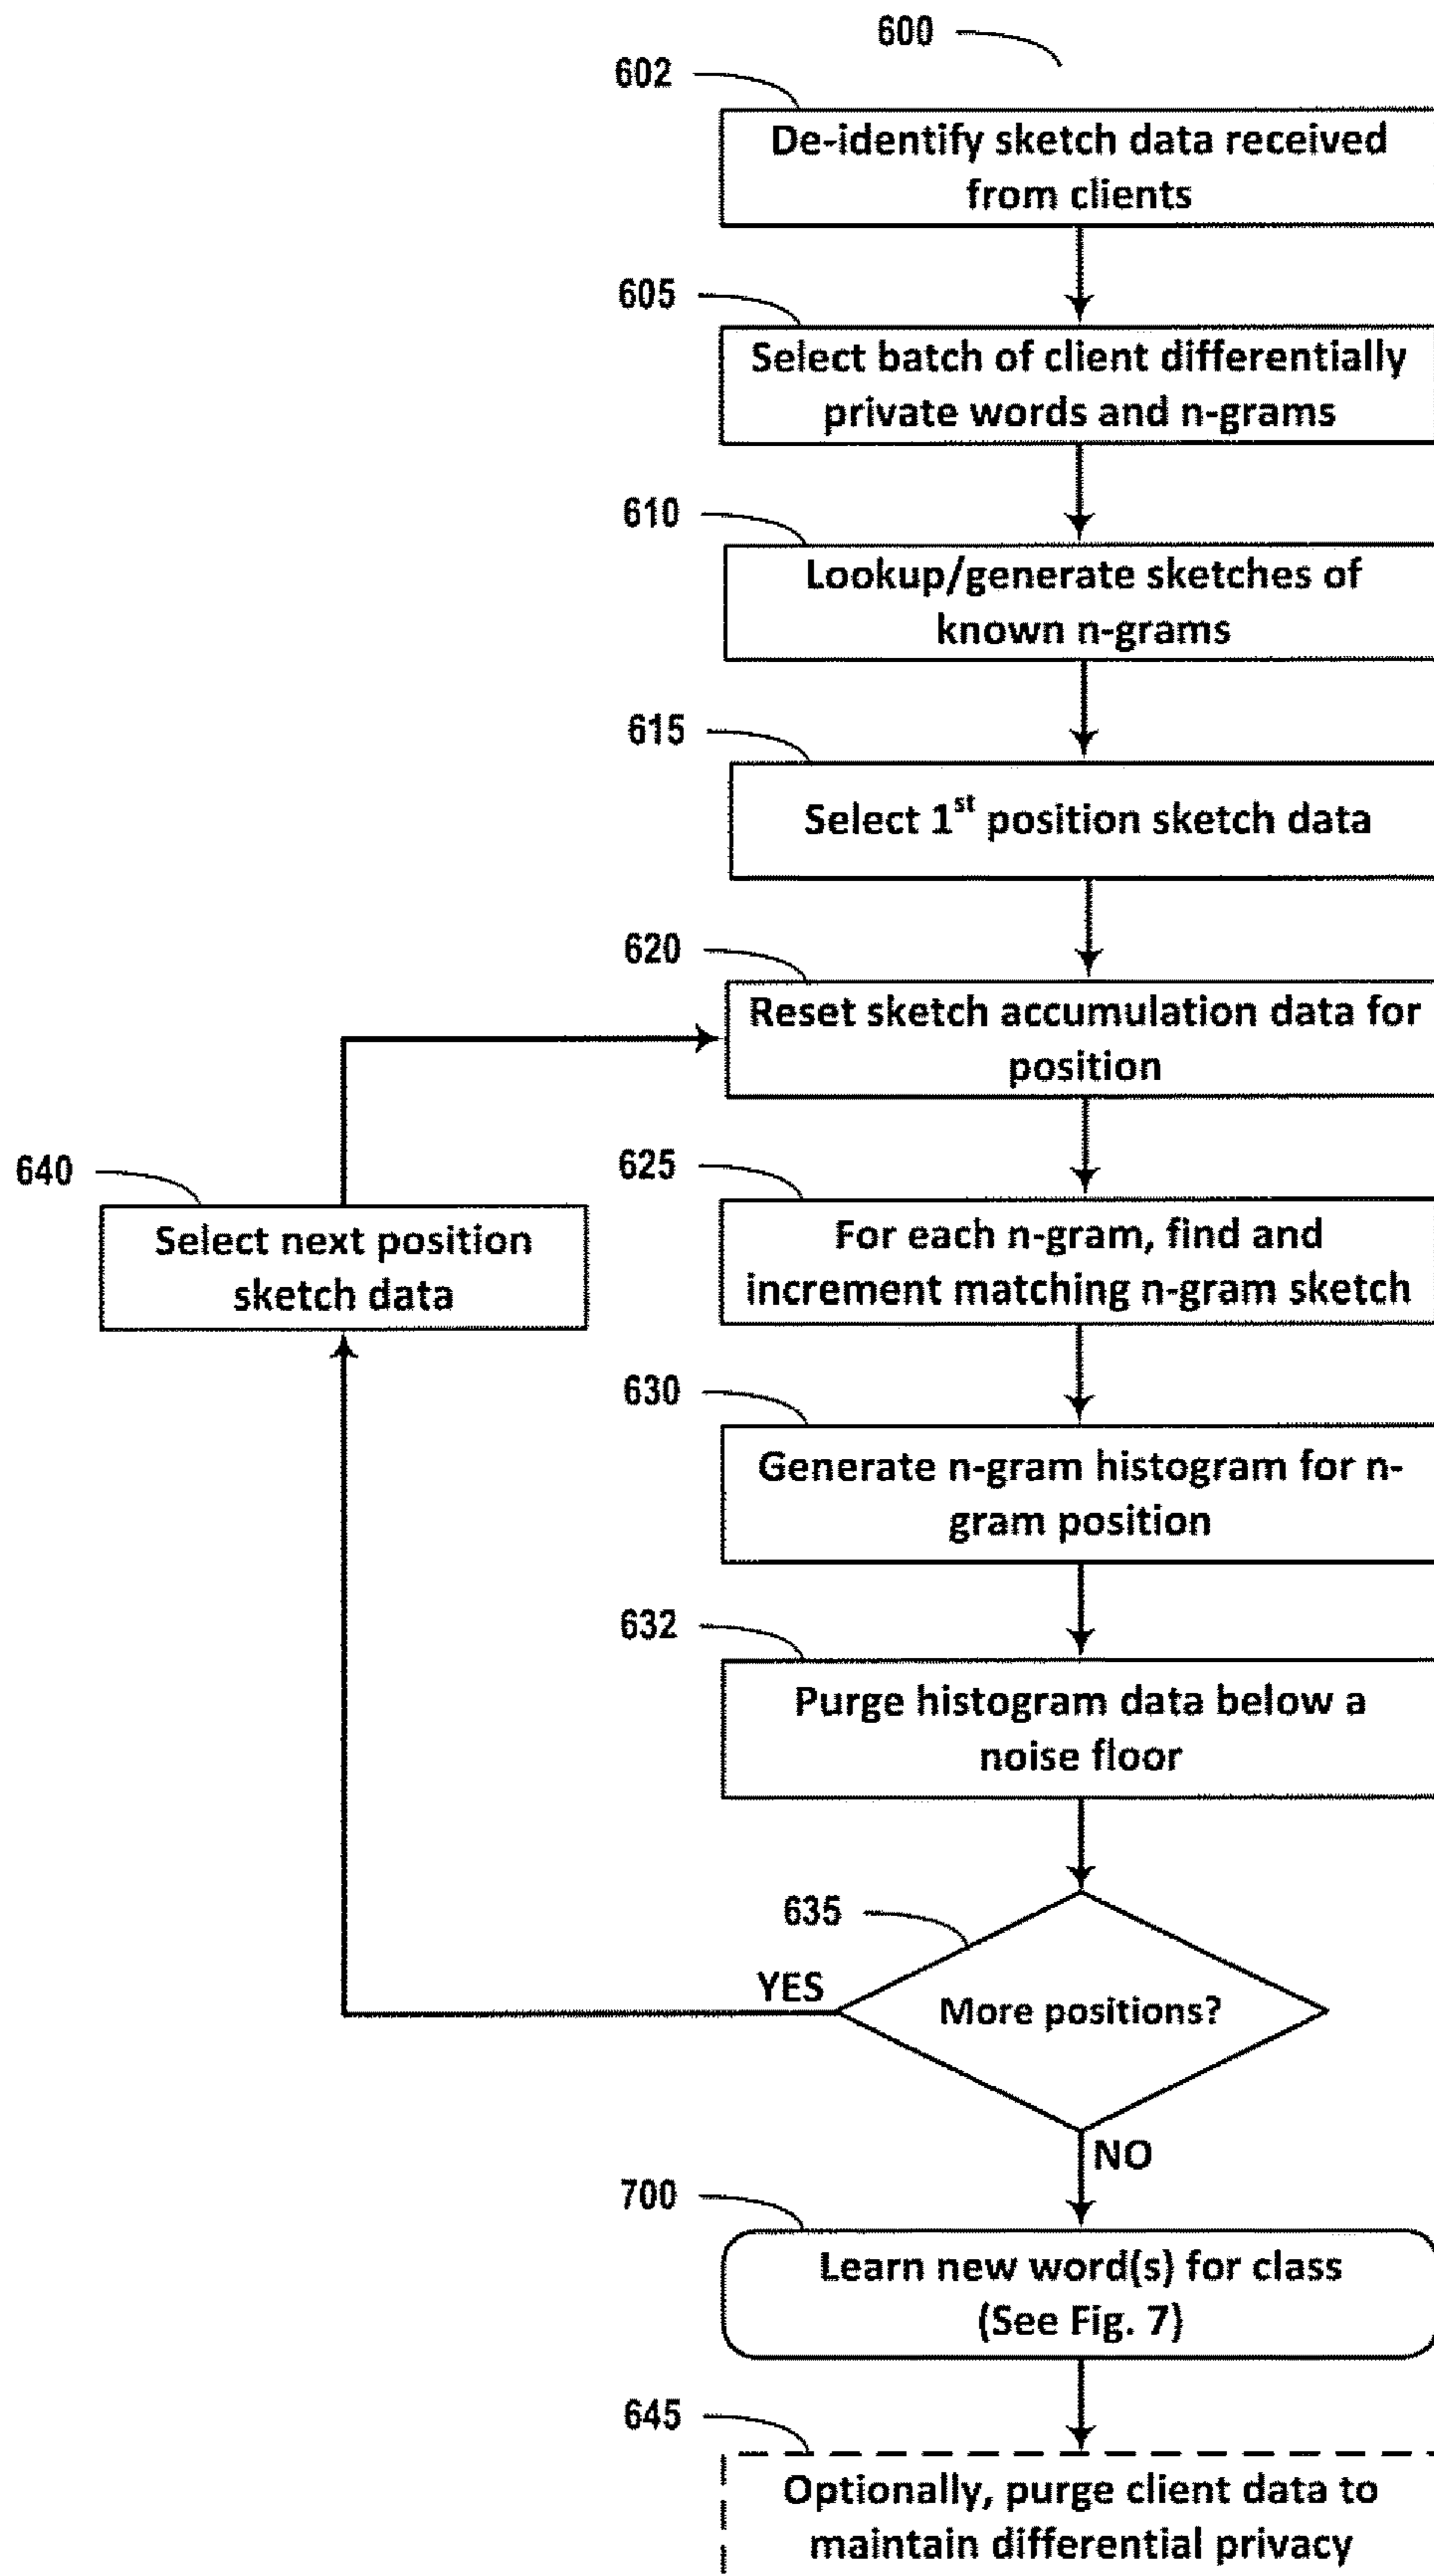 600
602
De-identify sketch data received
from clients
605
Select batch of client differentially
private words and n-grams
610
Lookup/generate sketches of
known n-grams
615
Select 1st position sketch data
620
Reset sketch accumulation data for
position
640
Select next position
sketch data
625
For each n-gram, find and
increment matching n-gram sketch
630
Generate n-gram histogram for n-
gram position
632
Purge histogram data below a
noise floor
635
More positions?
YES
NO
700
Learn new word(s) for class
(See Fig. 7)
645
Optionally, purge client data to
maintain differential privacy